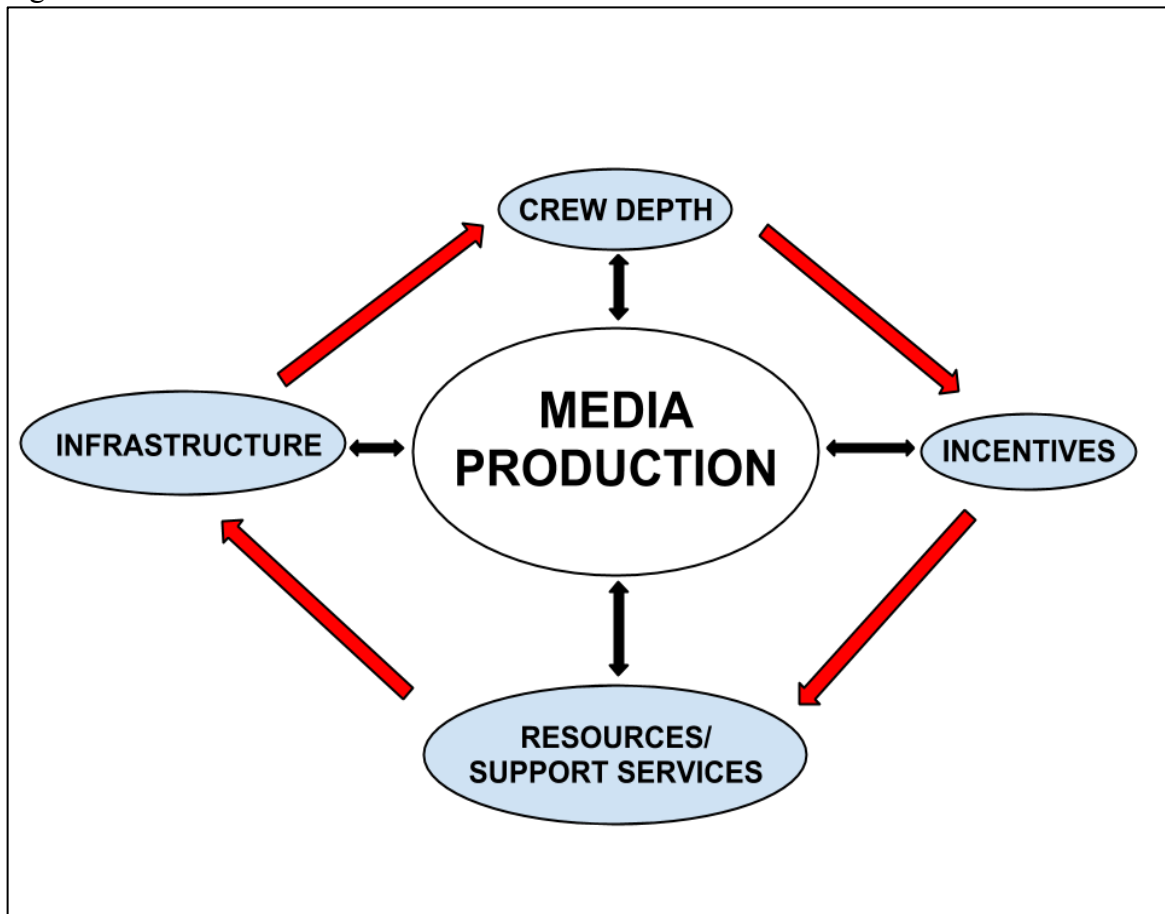 CREW DEPTH
MEDIA
PRODUCTION
INFRASTRUCTURE
INCENTIVES
RESOURCES/
SUPPORT SERVICES